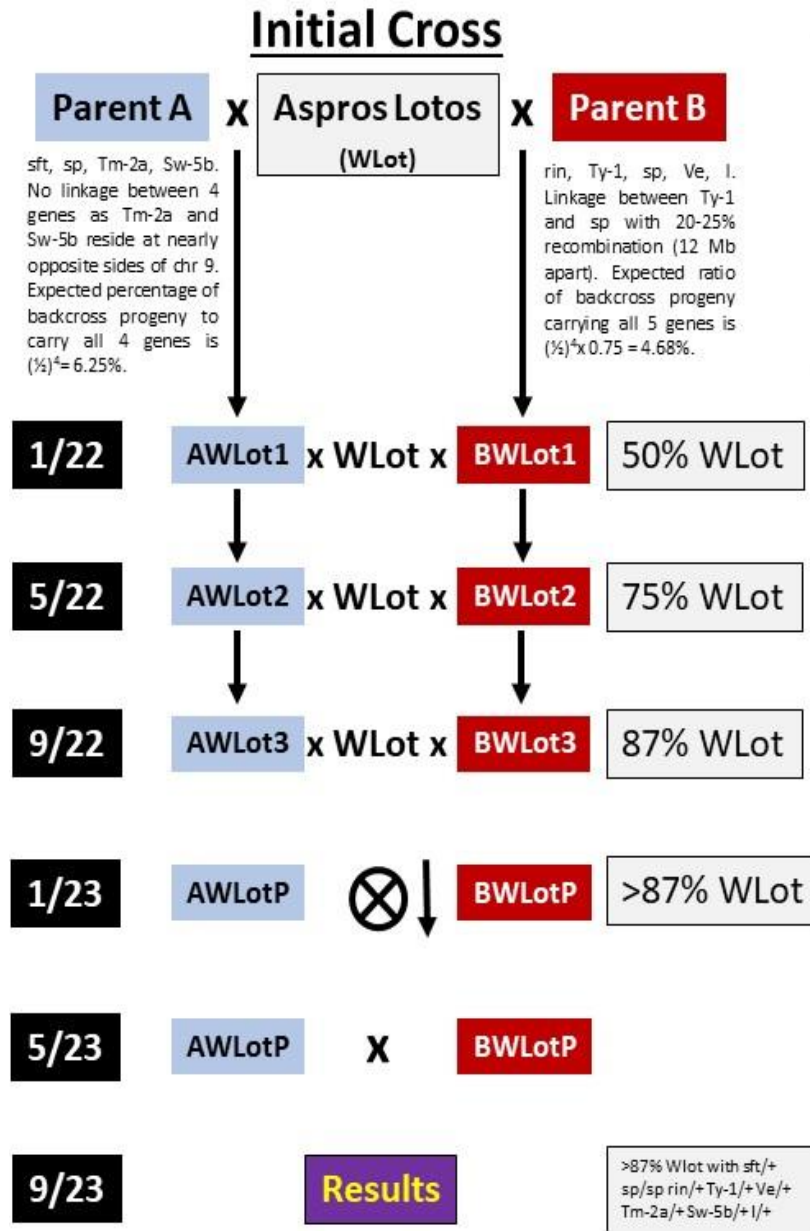 Initial Cross
Parent A x Aspros Lotos x Parent B
(WLot)
sft, sp, Tm-2a, Sw-5b.
No linkage between 4
genes as Tm-2a and
Sw-5b reside at nearly
opposite sides of chr 9.
Expected percentage of
backcross progeny to
carry all 4 genes is
(½)⁴= 6.25%.
rin, Ty-1, sp, Ve, I.
Linkage between Ty-1
and sp with 20-25%
recombination (12 Mb
apart). Expected ratio
of backcross progeny
carrying all 5 genes is
(½)⁴x 0.75 = 4.68%.
1/22 AWLot1 x WLot x BWLot1 50% WLot
5/22 AWLot2 x WLot x BWLot2 75% WLot
9/22 AWLot3 x WLot x BWLot3 87% WLot
1/23 AWLotP BWLotP >87% WLot
5/23 AWLotP x BWLotP
9/23 Results
>87% Wlot with sft/+
sp/sp rin/+ Ty-1/+ Ve/+
Tm-2a/+ Sw-5b/+ I/+